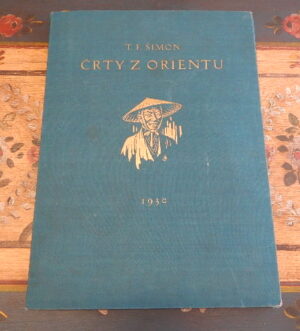 T. F. ŠIMON
ČRTY Z ORIENTU
1930